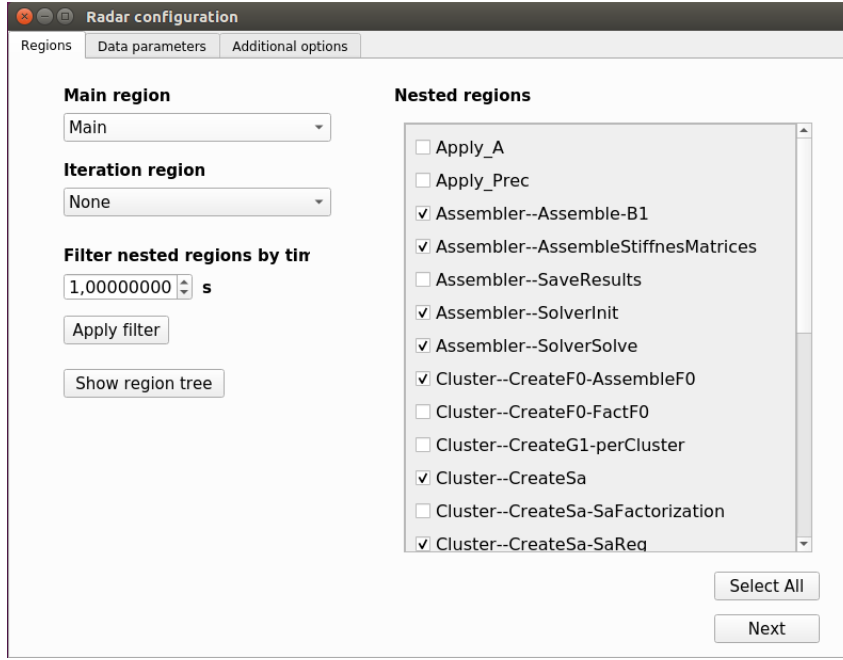 Radar configuration
Regions Data parameters Additional options
Main region
Main
Iteration region
None
Filter nested regions by tim
1,00000000 s
Apply filter
Show region tree
Nested regions
Apply_A
Apply_Prec
Assembler--Assemble-B1
Assembler--AssembleStiffnesMatrices
Assembler--SaveResults
Assembler--SolverInit
Assembler--SolverSolve
Cluster--CreateF0-AssembleF0
Cluster--CreateF0-FactF0
Cluster--CreateG1-perCluster
Cluster--CreateSa
Cluster--CreateSa-SaFactorization
Cluster--CreateSa-SaReg
Select All
Next